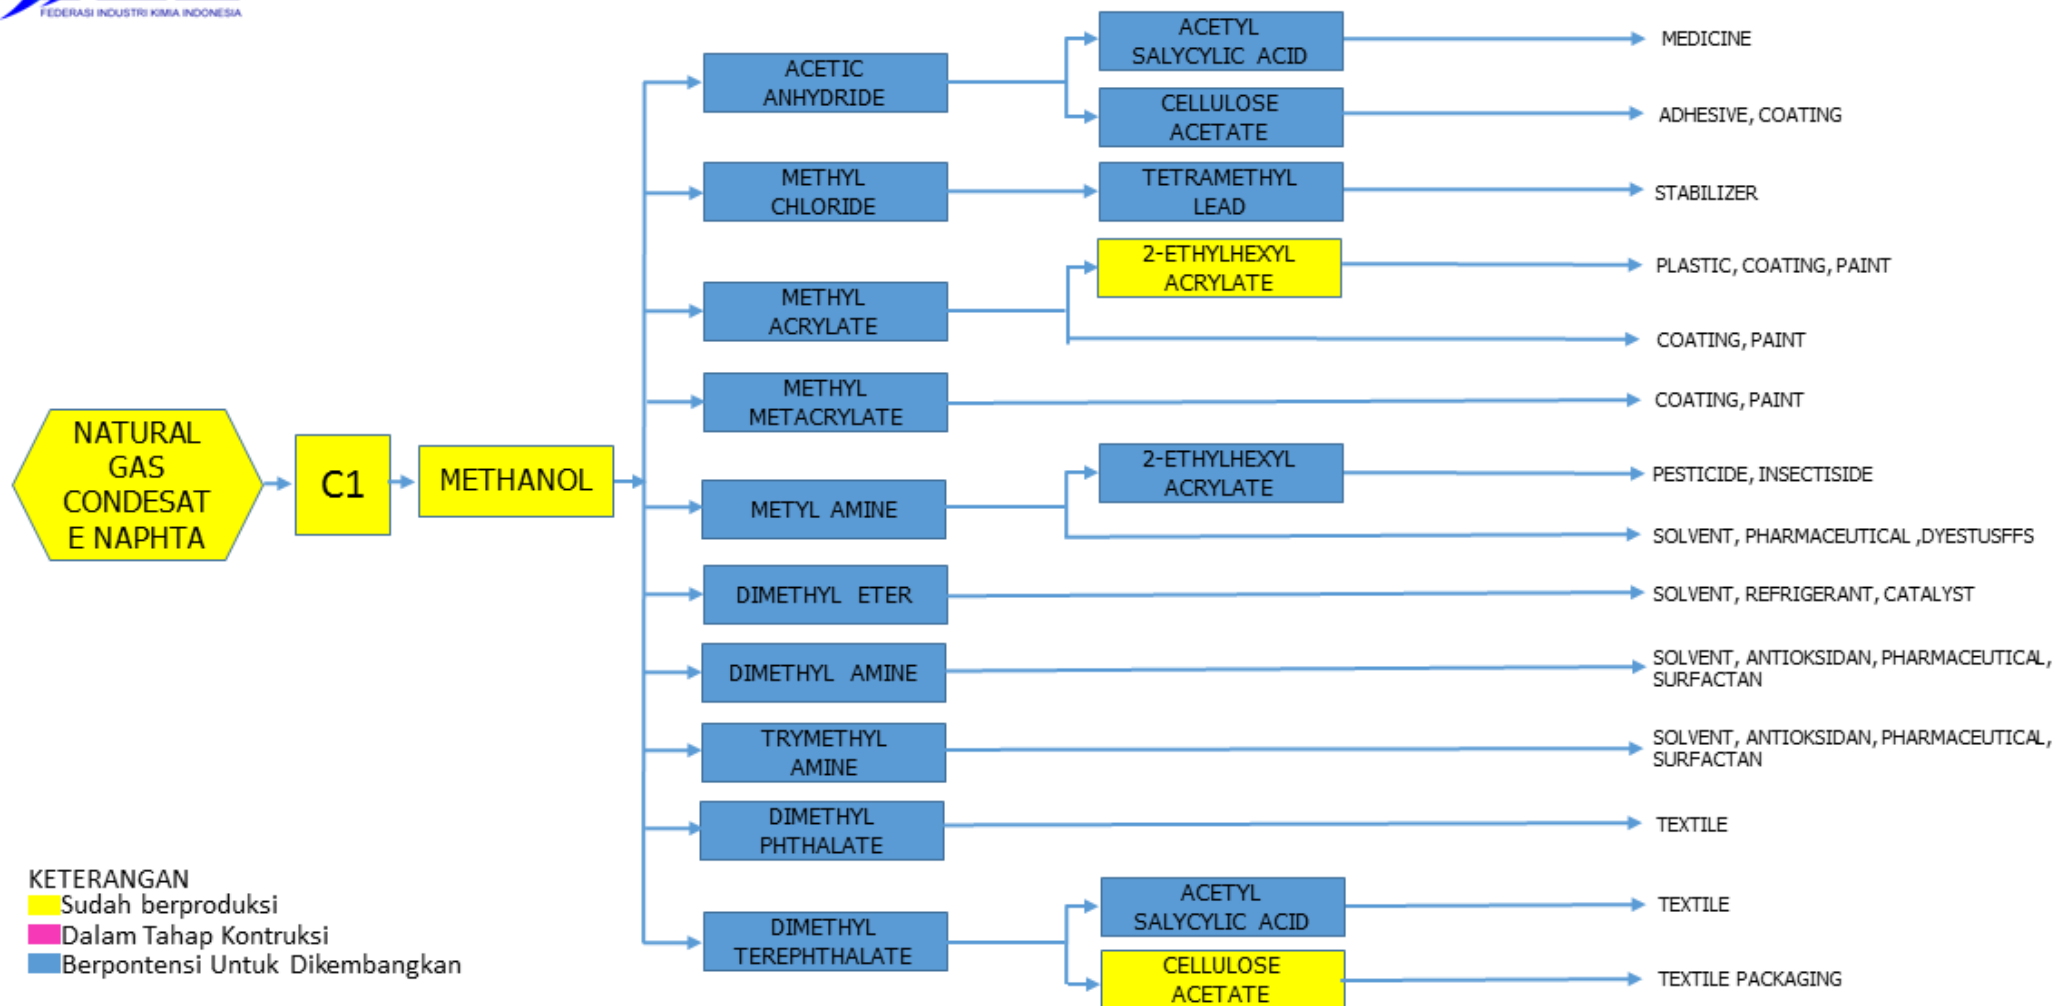 FEDERASI INDUSTRI KIMIA INDONESIA
NATURAL
GAS
CONDESAT
E NAPHTA
C1
METHANOL
ACETIC
ANHYDRIDE
ACETYL
SALYCYLIC ACID
MEDICINE
CELLULOSE
ACETATE
ADHESIVE, COATING
METHYL
CHLORIDE
TETRAMETHYL
LEAD
STABILIZER
METHYL
ACRYLATE
2-ETHYLHEXYL
ACRYLATE
PLASTIC, COATING, PAINT
COATING, PAINT
METHYL
METACRYLATE
COATING, PAINT
METYL AMINE
2-ETHYLHEXYL
ACRYLATE
PESTICIDE, INSECTISIDE
SOLVENT, PHARMACEUTICAL ,DYESTUSFFS
DIMETHYL ETER
SOLVENT, REFRIGERANT, CATALYST
DIMETHYL AMINE
SOLVENT, ANTIOKSIDAN, PHARMACEUTICAL,
SURFACTAN
TRYMETHYL
AMINE
SOLVENT, ANTIOKSIDAN, PHARMACEUTICAL,
SURFACTAN
DIMETHYL
PHTHALATE
TEXTILE
DIMETHYL
TEREPHTHALATE
ACETYL
SALYCYLIC ACID
TEXTILE
CELLULOSE
ACETATE
TEXTILE PACKAGING
KETERANGAN
Sudah berproduksi
Dalam Tahap Kontruksi
Berpontensi Untuk Dikembangkan